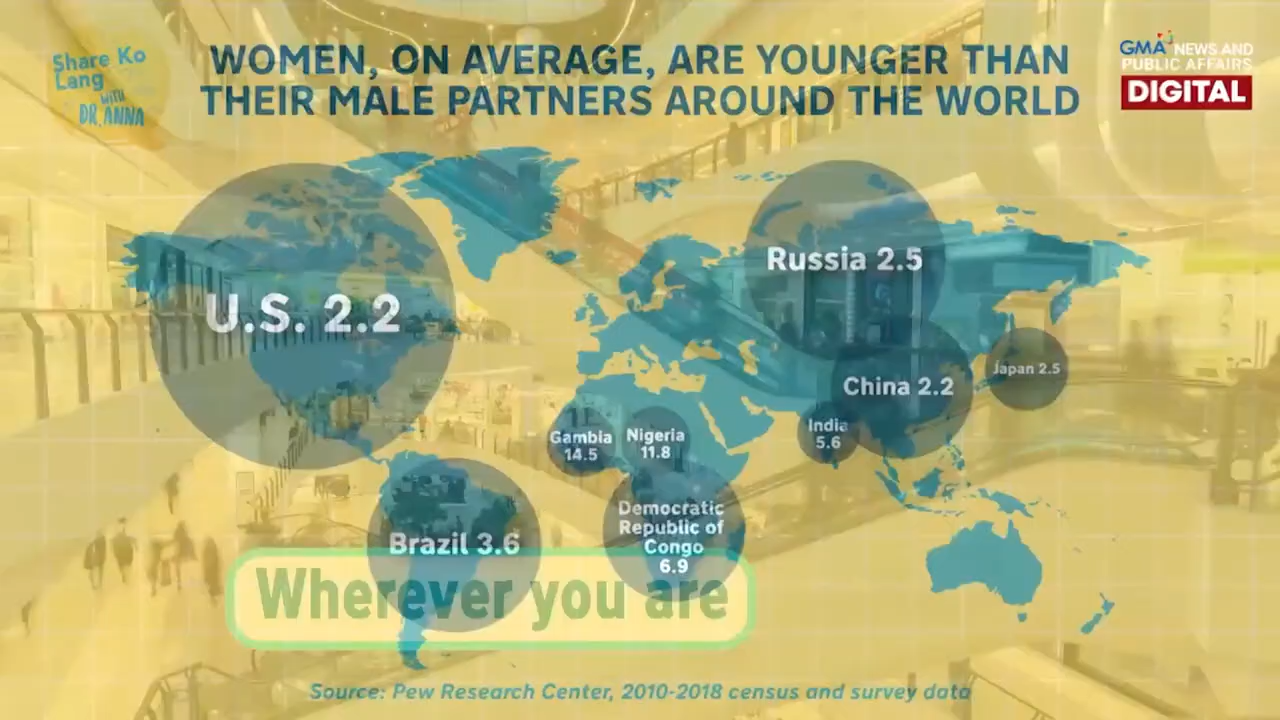 Share Ko
Lang
WITH
DR. ANNA
WOMEN, ON AVERAGE, ARE YOUNGER THAN
THEIR MALE PARTNERS AROUND THE WORLD
GMA NEWS AND
PUBLIC AFFAIRS
DIGITAL
U.S. 2.2
Russia 2.5
China 2.2
Japan 2.5
India
5.6
Gambia
14.5
Nigeria
11.8
Democratic
Republic of
Congo
6.9
Brazil 3.6
Wherever you are
Source: Pew Research Center, 2010-2018 census and survey data